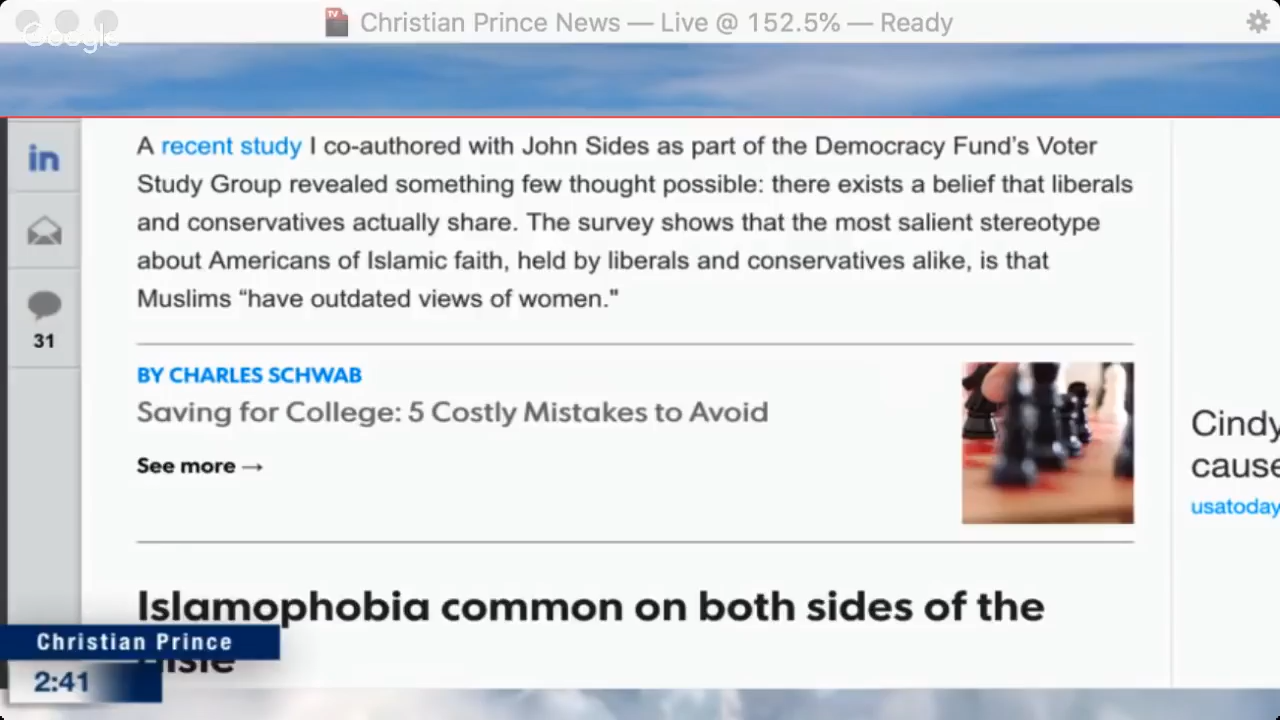 Christian Prince News — Live @ 152.5% — Ready
Google
TV
in
A recent study I co-authored with John Sides as part of the Democracy Fund's Voter
Study Group revealed something few thought possible: there exists a belief that liberals
and conservatives actually share. The survey shows that the most salient stereotype
about Americans of Islamic faith, held by liberals and conservatives alike, is that
Muslims “have outdated views of women."
31
BY CHARLES SCHWAB
Saving for College: 5 Costly Mistakes to Avoid
See more →
Cindy
cause
usatoday
Islamophobia common on both sides of the
aisle
Christian Prince
2:41